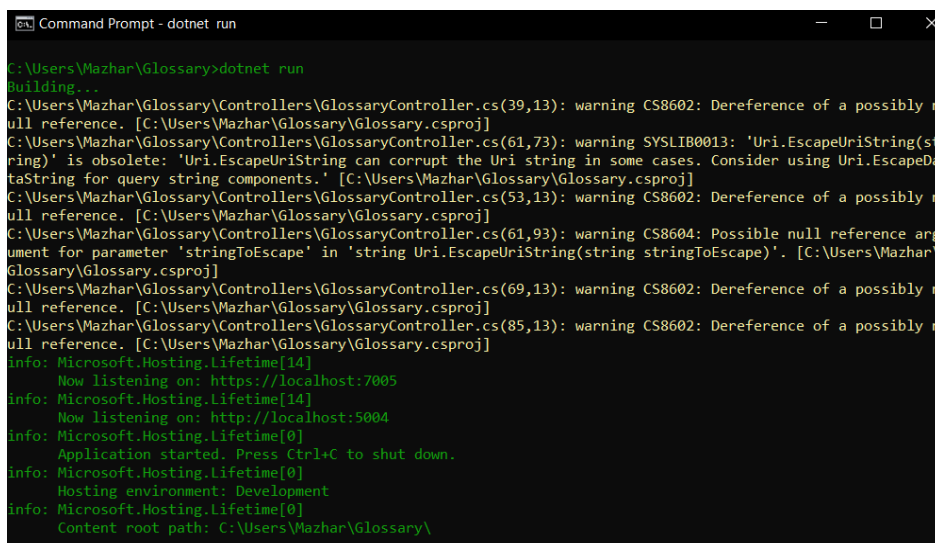 Command Prompt - dotnet run
C:\Users\Mazhar\Glossary>dotnet run
Building...
C:\Users\Mazhar\Glossary\Controllers\GlossaryController.cs(39,13): warning CS8602: Dereference of a possibly n
ull reference. [C:\Users\Mazhar\Glossary\Glossary.csproj]
C:\Users\Mazhar\Glossary\Controllers\GlossaryController.cs(61,73): warning SYSLIB0013: 'Uri.EscapeUriString(st
ring)' is obsolete: 'Uri.EscapeUriString can corrupt the Uri string in some cases. Consider using Uri.EscapeDa
taString for query string components.' [C:\Users\Mazhar\Glossary\Glossary.csproj]
C:\Users\Mazhar\Glossary\Controllers\GlossaryController.cs(53,13): warning CS8602: Dereference of a possibly n
ull reference. [C:\Users\Mazhar\Glossary\Glossary.csproj]
C:\Users\Mazhar\Glossary\Controllers\GlossaryController.cs(61,93): warning CS8604: Possible null reference arg
ument for parameter 'stringToEscape' in 'string Uri.EscapeUriString(string stringToEscape)'. [C:\Users\Mazhar\
Glossary\Glossary.csproj]
C:\Users\Mazhar\Glossary\Controllers\GlossaryController.cs(69,13): warning CS8602: Dereference of a possibly n
ull reference. [C:\Users\Mazhar\Glossary\Glossary.csproj]
C:\Users\Mazhar\Glossary\Controllers\GlossaryController.cs(85,13): warning CS8602: Dereference of a possibly n
ull reference. [C:\Users\Mazhar\Glossary\Glossary.csproj]
info: Microsoft.Hosting.Lifetime[14]
Now listening on: https://localhost:7005
info: Microsoft.Hosting.Lifetime[14]
Now listening on: http://localhost:5004
info: Microsoft.Hosting.Lifetime[0]
Application started. Press Ctrl+C to shut down.
info: Microsoft.Hosting.Lifetime[0]
Hosting environment: Development
info: Microsoft.Hosting.Lifetime[0]
Content root path: C:\Users\Mazhar\Glossary\